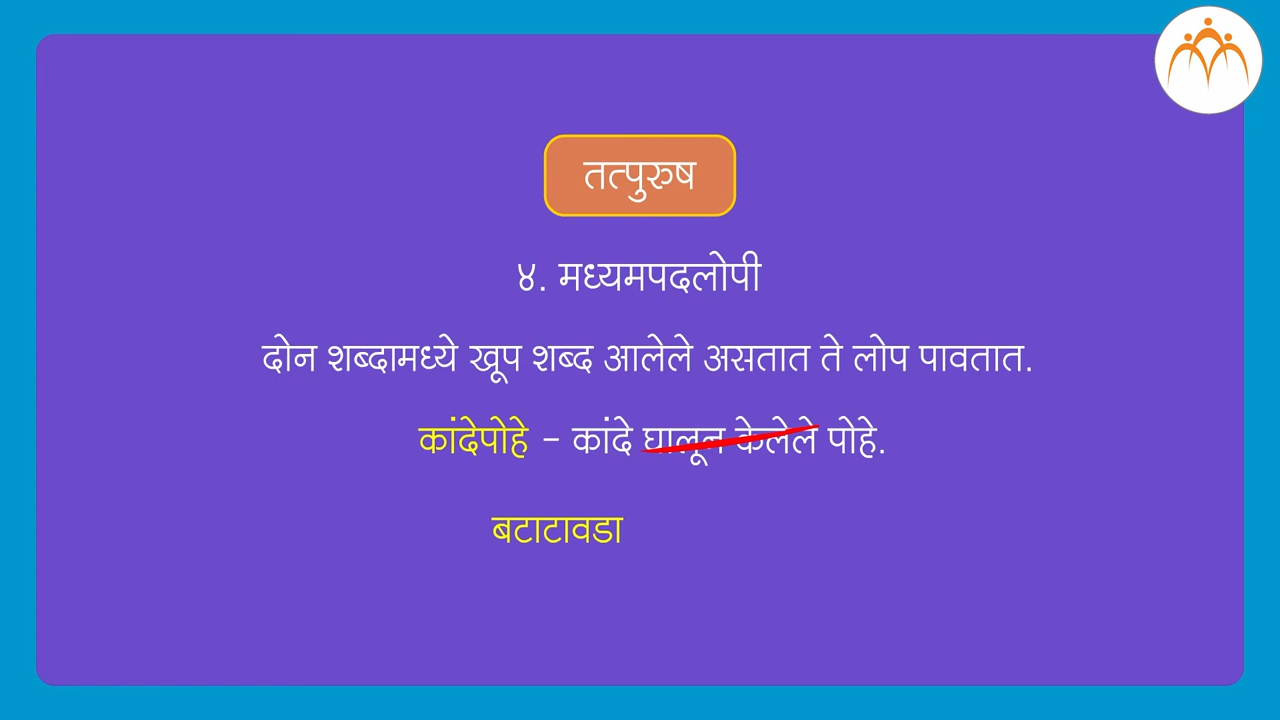 तत्पुरुष
४. मध्यमपदलोपी
दोन शब्दामध्ये खूप शब्द आलेले असतात ते लोप पावतात.
कांदेपोहे - कांदे घालून केलेले पोहे.
बटाटावडा